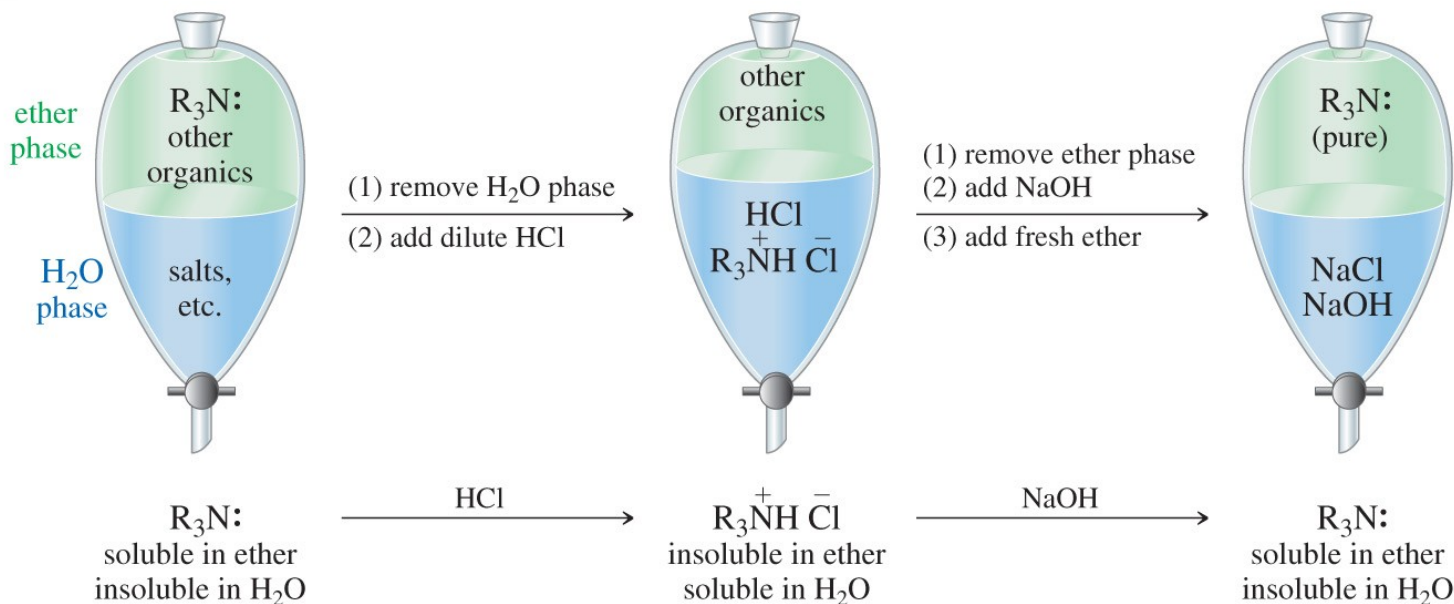 ether
phase
R₃N:
other
organics
H₂O
phase
salts,
etc.
(1) remove H₂O phase
(2) add dilute HCl
other
organics
HCl
R₃N⁺H Cl⁻
(1) remove ether phase
(2) add NaOH
(3) add fresh ether
R₃N:
(pure)
NaCl
NaOH
R₃N:
soluble in ether
insoluble in H₂O
HCl
R₃N⁺H Cl⁻
insoluble in ether
soluble in H₂O
NaOH
R₃N:
soluble in ether
insoluble in H₂O